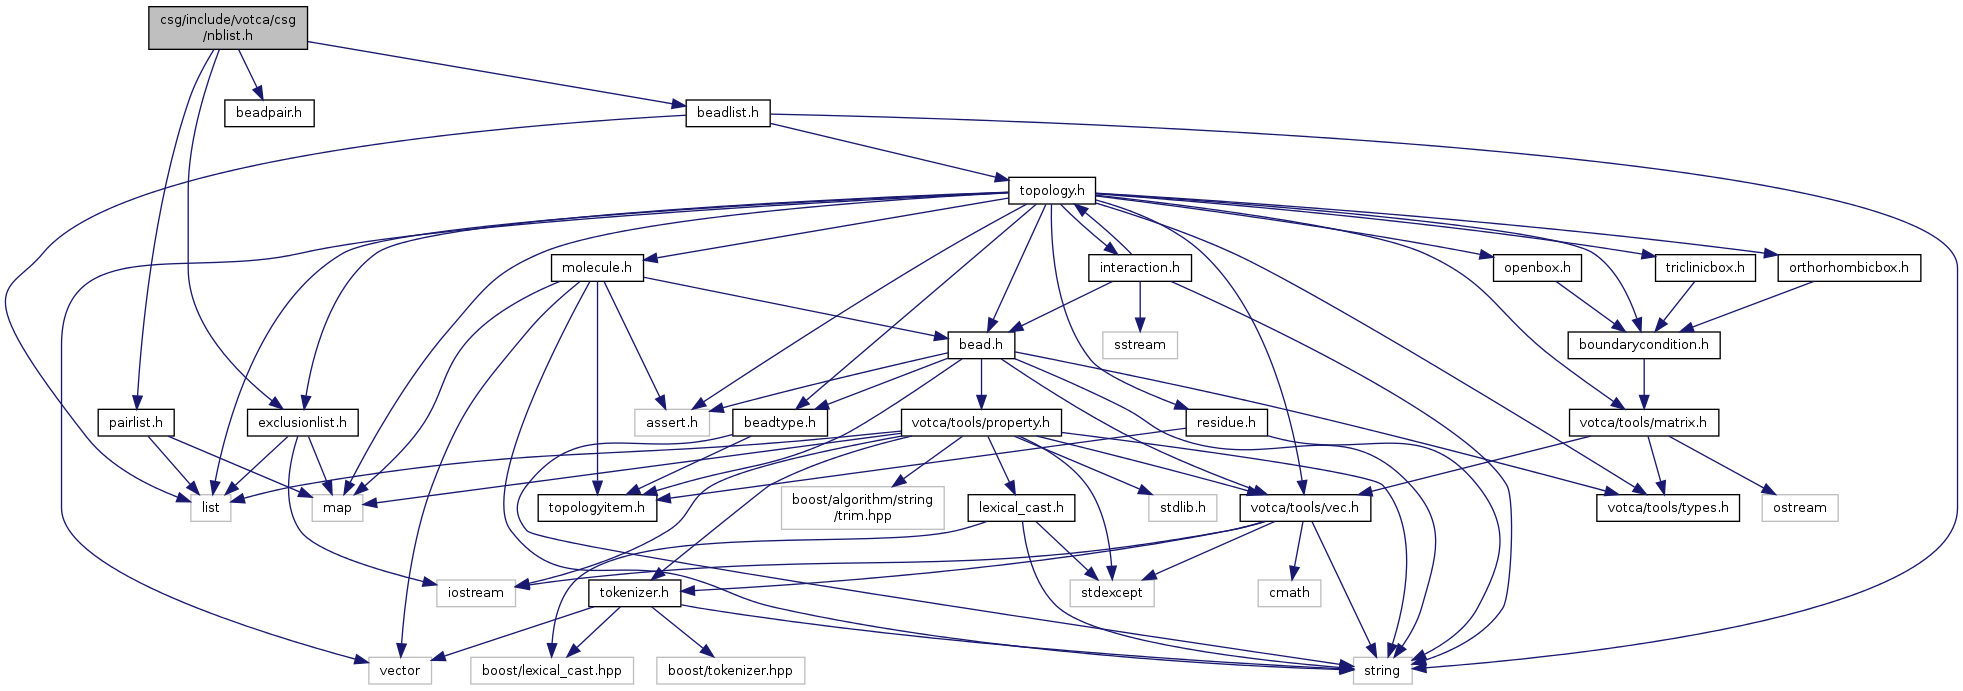 csg/include/votca/csg
/nblist.h
beadpair.h
beadlist.h
topology.h
molecule.h
interaction.h
openbox.h
triclinicbox.h
orthorhombicbox.h
bead.h
sstream
boundarycondition.h
pairlist.h
exclusionlist.h
assert.h
beadtype.h
votca/tools/property.h
residue.h
votca/tools/matrix.h
list
map
topologyitem.h
boost/algorithm/string
/trim.hpp
lexical_cast.h
stdlib.h
votca/tools/vec.h
votca/tools/types.h
ostream
iostream
tokenizer.h
stdexcept
cmath
vector
boost/lexical_cast.hpp
boost/tokenizer.hpp
string